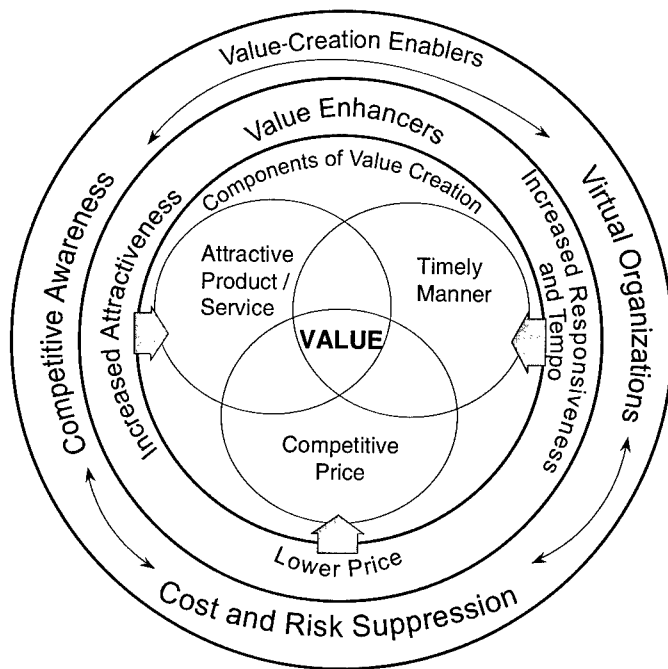 Value-Creation Enablers
Value Enhancers
Components of Value Creation
Competitive Awareness
Increased Attractiveness
Attractive
Product /
Service
Timely
Manner
Increased Responsiveness
and Tempo
Virtual Organizations
VALUE
Competitive
Price
Lower Price
Cost and Risk Suppression